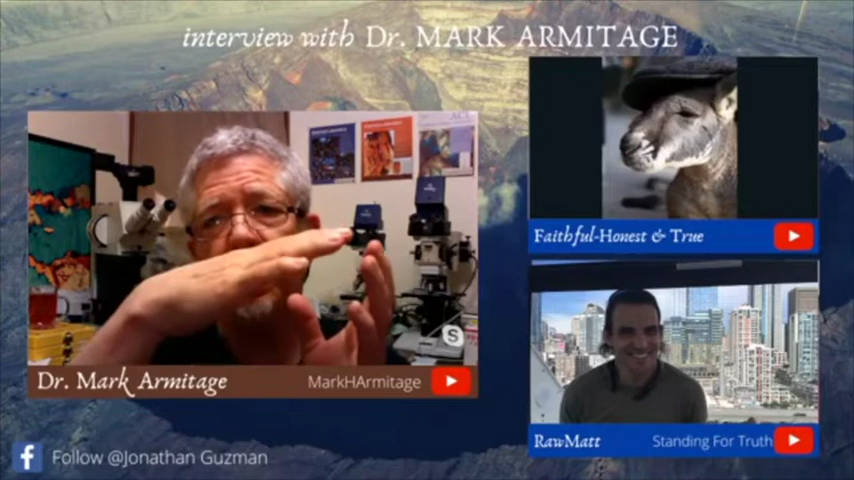 interview with Dr. MARK ARMITAGE
Faithful-Honest & True
Dr. Mark Armitage
MarkHArmitage
RawMatt
Standing For Truth
Follow @Jonathan Guzman